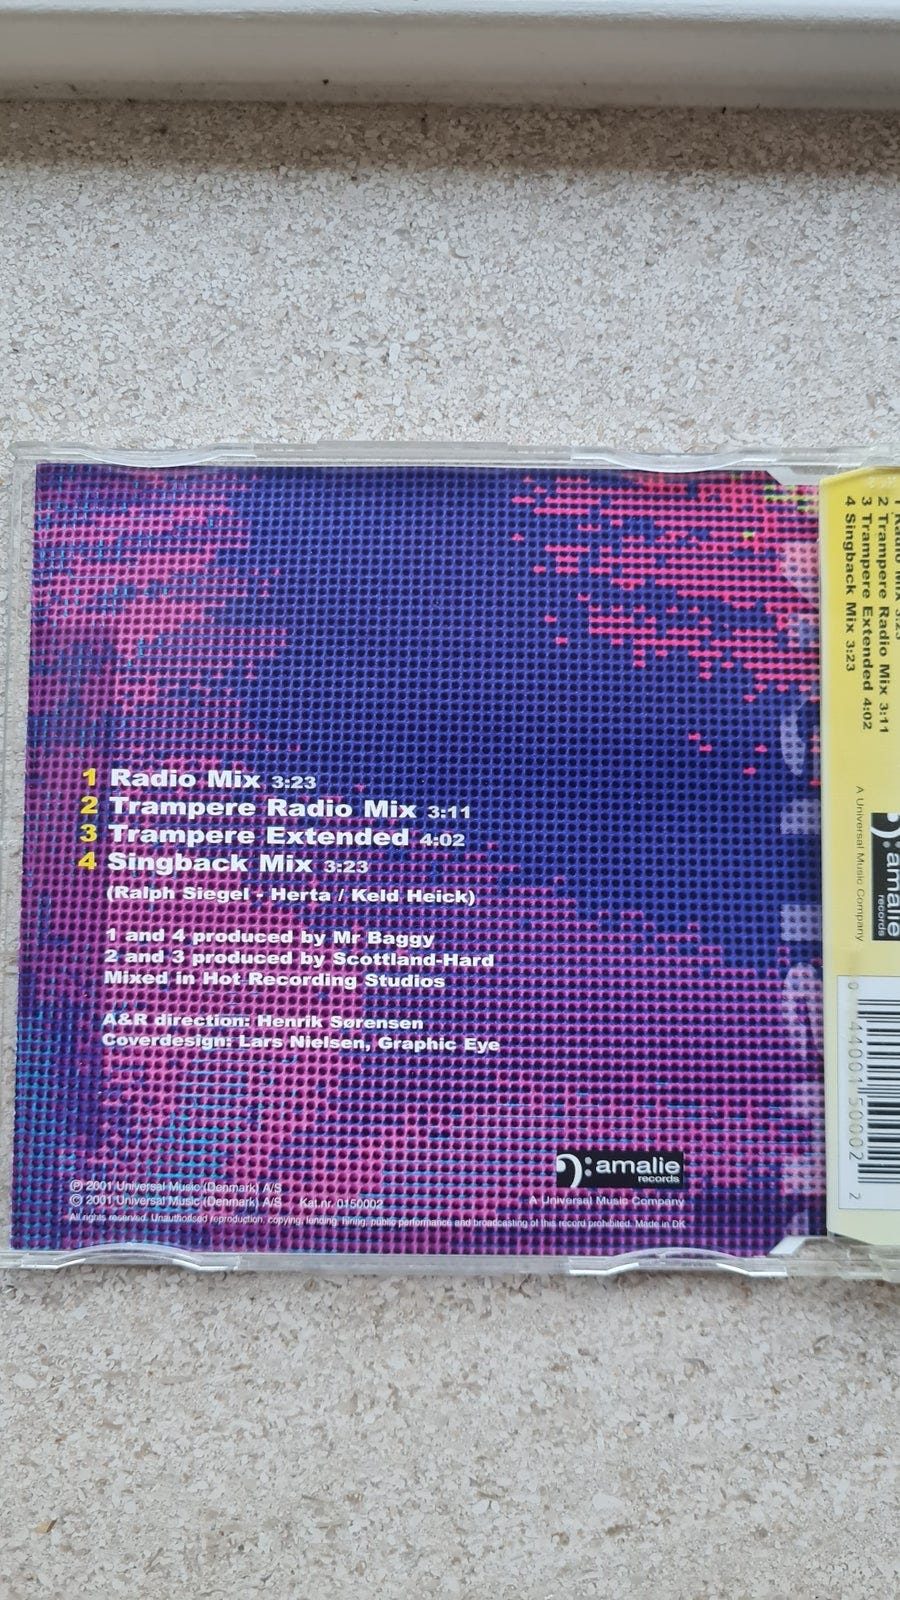 1 Radio Mix 3:23
2 Trampere Radio Mix 3:11
3 Trampere Extended 4:02
4 Singback Mix 3:23
(Ralph Siegel - Herta / Keld Heick)
1 and 4 produced by Mr Baggy
2 and 3 produced by Scottland-Hard
Mixed in Hot Recording Studios
A&R direction: Henrik Sørensen
Coverdesign: Lars Nielsen, Graphic Eye
amalie
records
A Universal Music Company
℗ 2001 Universal Music (Denmark) A/S
© 2001 Universal Music (Denmark) A/S Kat.nr. 0150002
All rights reserved. Unauthorised reproduction, copying, lending, hiring, public performance and broadcasting of this record prohibited. Made in DK
1 Radio Mix 3:23
2 Trampere Radio Mix 3:11
3 Trampere Extended 4:02
4 Singback Mix 3:23
amalie
records
A Universal Music Company
0 44001 50002 2